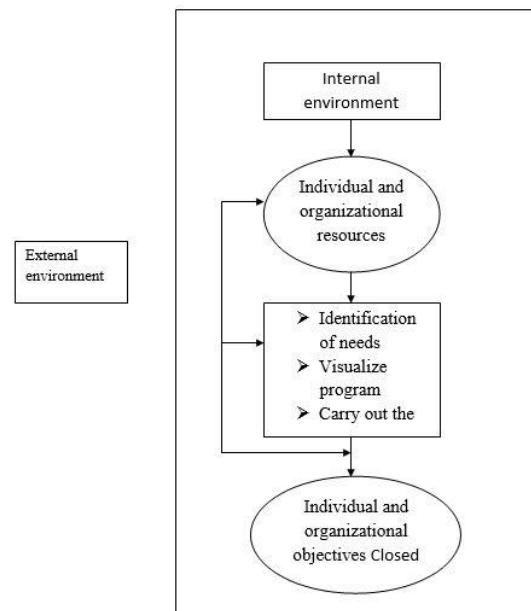 Internal
environment
Individual and
organizational
resources
External
environment
➤ Identification
of needs
➤ Visualize
program
➤ Carry out the
Individual and
organizational
objectives Closed